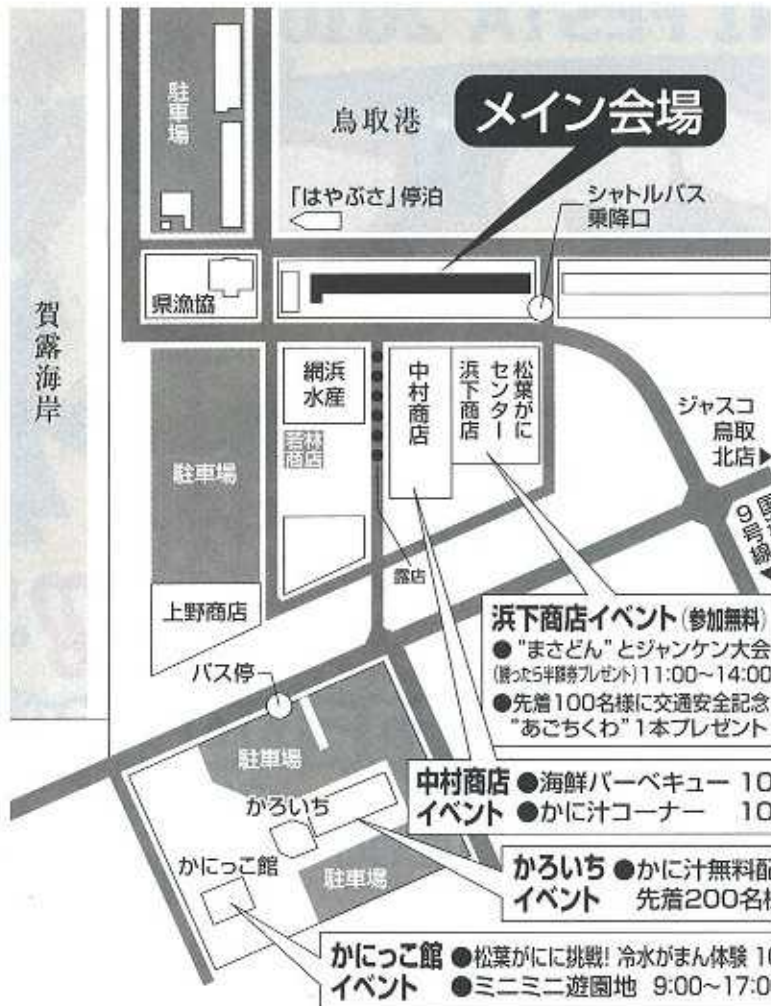 駐車場
鳥取港
メイン会場
「はやぶさ」停泊
シャトルバス
乗降口
県漁協
賀露海岸
網浜
水産
若林
商店
中村商店
松葉がに
センター
浜下商店
ジャスコ
鳥取
北店▶
9号線
駐車場
露店
上野商店
バス停
浜下商店イベント(参加無料)
●"まさどん"とジャンケン大会
(勝ったら半額券プレゼント)11:00〜14:00
●先着100名様に交通安全記念
"あごちくわ"1本プレゼント
駐車場
中村商店 ●海鮮バーベキュー 10
イベント ●かに汁コーナー 10
かろいち
かにっこ館
駐車場
かろいち ●かに汁無料配
イベント 先着200名様
かにっこ館 ●松葉がにに挑戦! 冷水がまん体験 10
イベント ●ミニミニ遊園地 9:00〜17:0